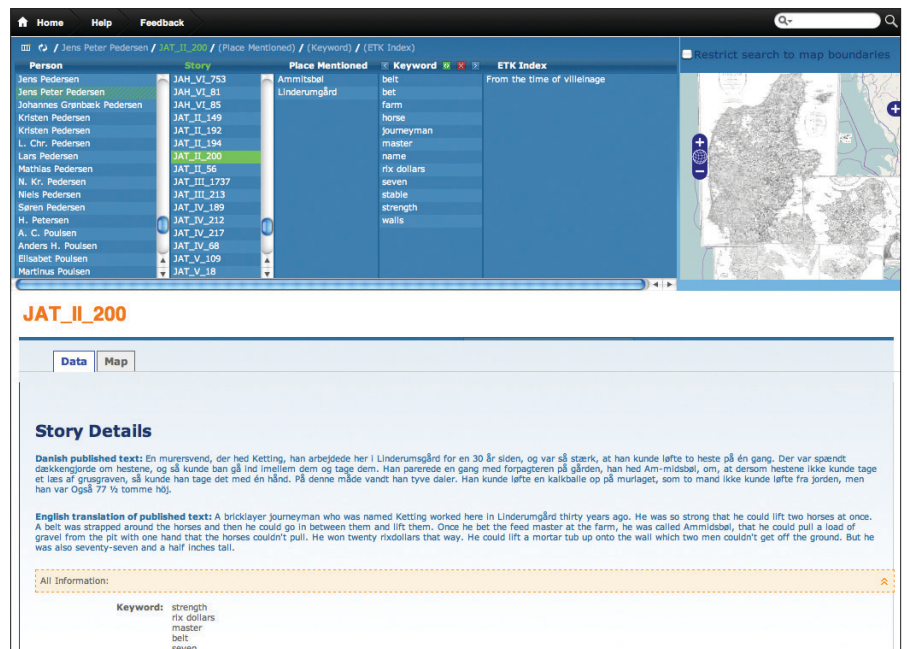 Home Help Feedback
/ Jens Peter Pedersen / JAT_II_200 / (Place Mentioned) / (Keyword) / (ETK Index)
Restrict search to map boundaries
Person Story Place Mentioned Keyword ETK Index
Jens Pedersen JAH_VI_753 Ammitsbøl belt From the time of villeinage
Jens Peter Pedersen JAH_VI_81 Linderumgård bet
Johannes Grønbæk Pedersen JAH_VI_85 farm
Kristen Pedersen JAT_II_149 horse
Kristen Pedersen JAT_II_192 journeyman
L. Chr. Pedersen JAT_II_194 master
Lars Pedersen JAT_II_200 name
Mathias Pedersen JAT_II_56 rix dollars
N. Kr. Pedersen JAT_III_1737 seven
Niels Pedersen JAT_III_213 stable
Søren Pedersen JAT_IV_189 strength
H. Petersen JAT_IV_212 walls
A. C. Poulsen JAT_IV_217
Anders H. Poulsen JAT_IV_68
Elisabet Poulsen JAT_V_109
Martinus Poulsen JAT_V_18
JAT_II_200
Data Map
Story Details
Danish published text: En murersvend, der hed Ketting, han arbejdede her i Linderumsgård for en 30 år siden, og var så stærk, at han kunde løfte to heste på én gang. Der var spændt
dækkengjorde om hestene, og så kunde ban gå ind imellem dem og tage dem. Han parerede en gang med forpagteren på gården, han hed Am-midsbøl, om, at dersom hestene ikke kunde tage
et læs af grusgraven, så kunde han tage det med én hånd. På denne måde vandt han tyve daler. Han kunde løfte en kalkballe op på murlaget, som to mand ikke kunde løfte fra jorden, men
han var Også 77 ½ tomme höj.
English translation of published text: A bricklayer journeyman who was named Ketting worked here in Linderumsgård thirty years ago. He was so strong that he could lift two horses at once.
A belt was strapped around the horses and then he could go in between them and lift them. Once he bet the feed master at the farm, he was called Ammidsbøl, that he could pull a load of
gravel from the pit with one hand that the horses couldn't pull. He won twenty rixdollars that way. He could lift a mortar tub up onto the wall which two men couldn't get off the ground. But he
was also seventy-seven and a half inches tall.
All Information:
Keyword: strength
rix dollars
master
belt
seven